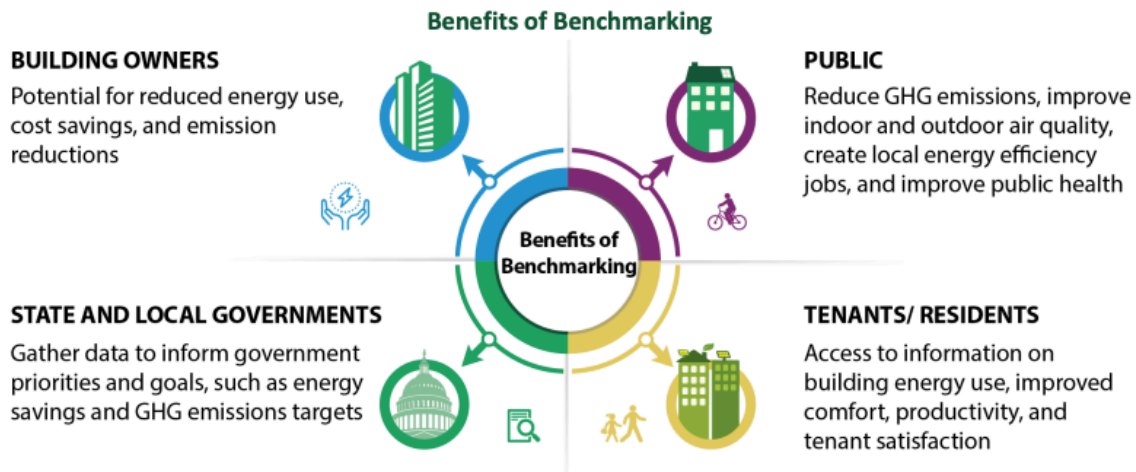 Benefits of Benchmarking
BUILDING OWNERS
Potential for reduced energy use,
cost savings, and emission
reductions
PUBLIC
Reduce GHG emissions, improve
indoor and outdoor air quality,
create local energy efficiency
jobs, and improve public health
Benefits of
Benchmarking
STATE AND LOCAL GOVERNMENTS
Gather data to inform government
priorities and goals, such as energy
savings and GHG emissions targets
TENANTS/ RESIDENTS
Access to information on
building energy use, improved
comfort, productivity, and
tenant satisfaction